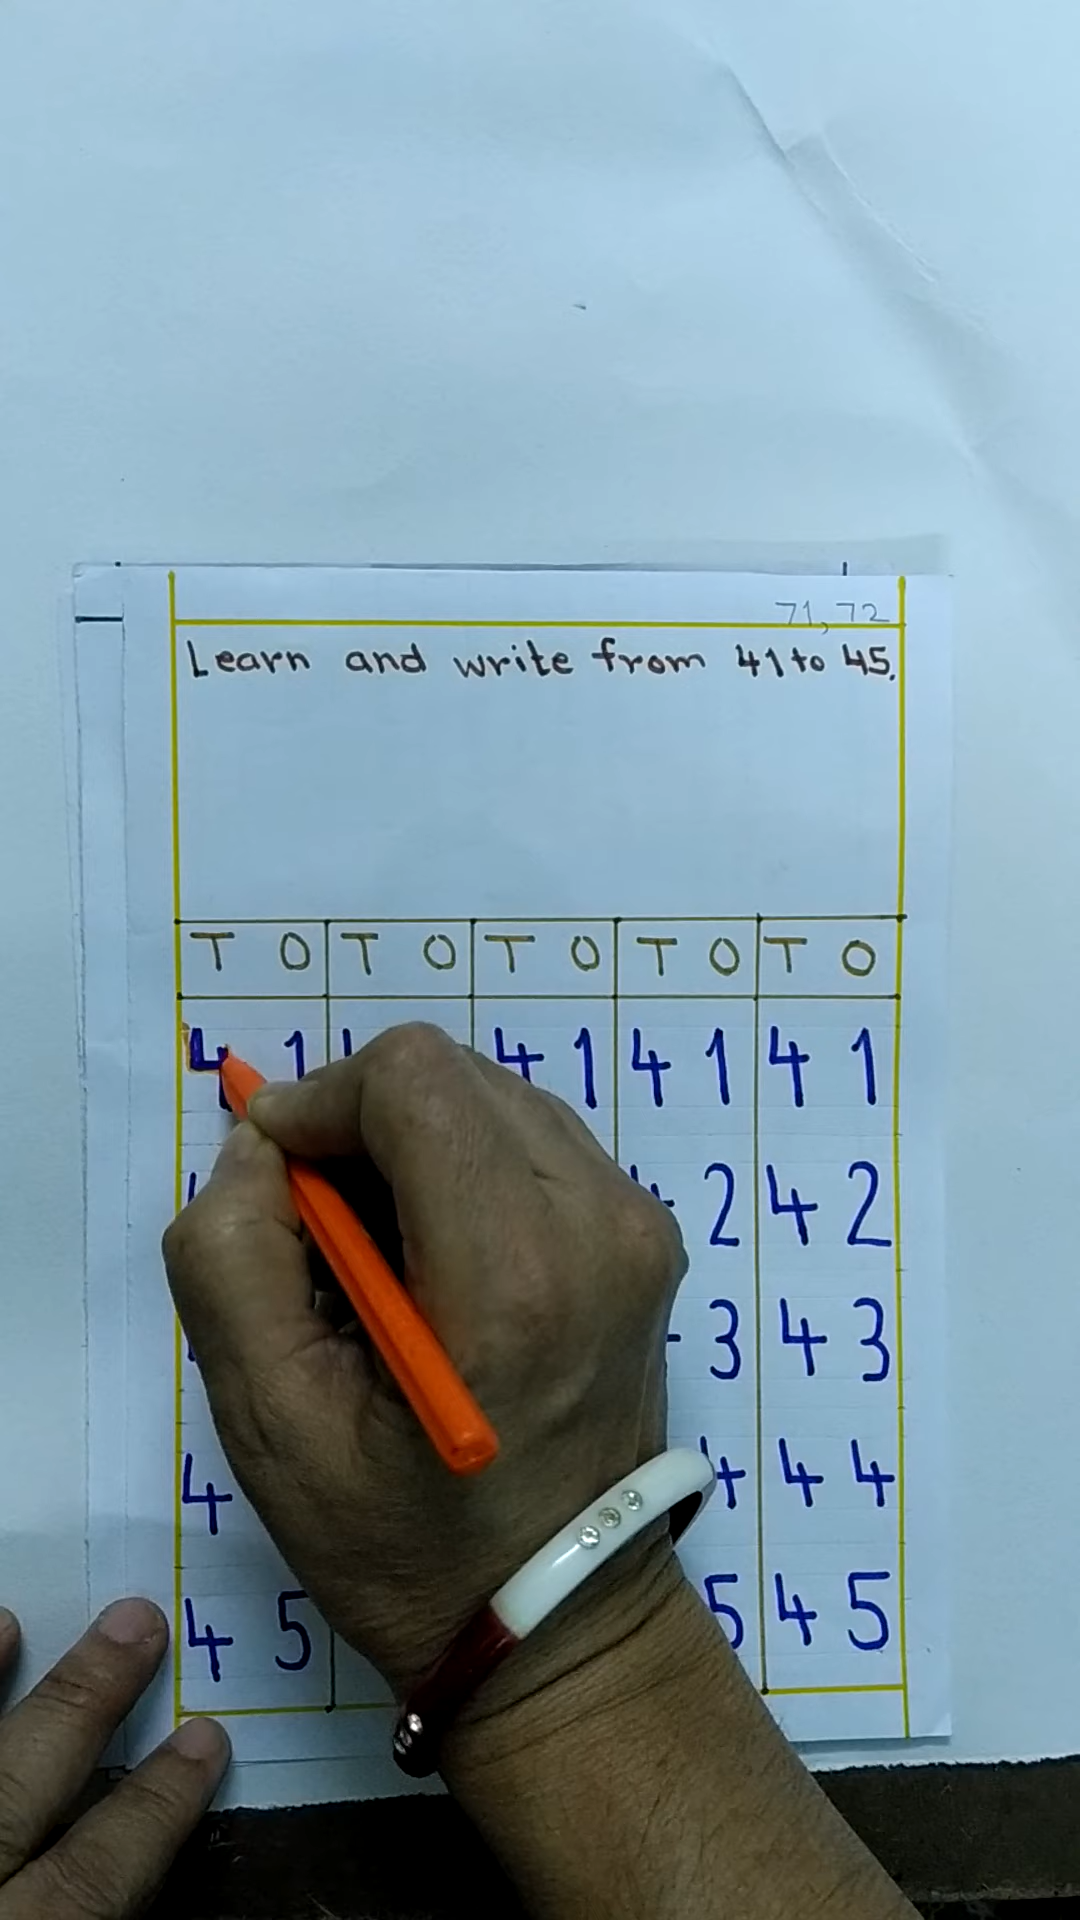 71,72
Learn and write from 41 to 45.
T O T O T O T O T O
4 1 4 1 4 1 4 1
2 4 2
3 4 3
4 4 4 4
4 5 5 4 5